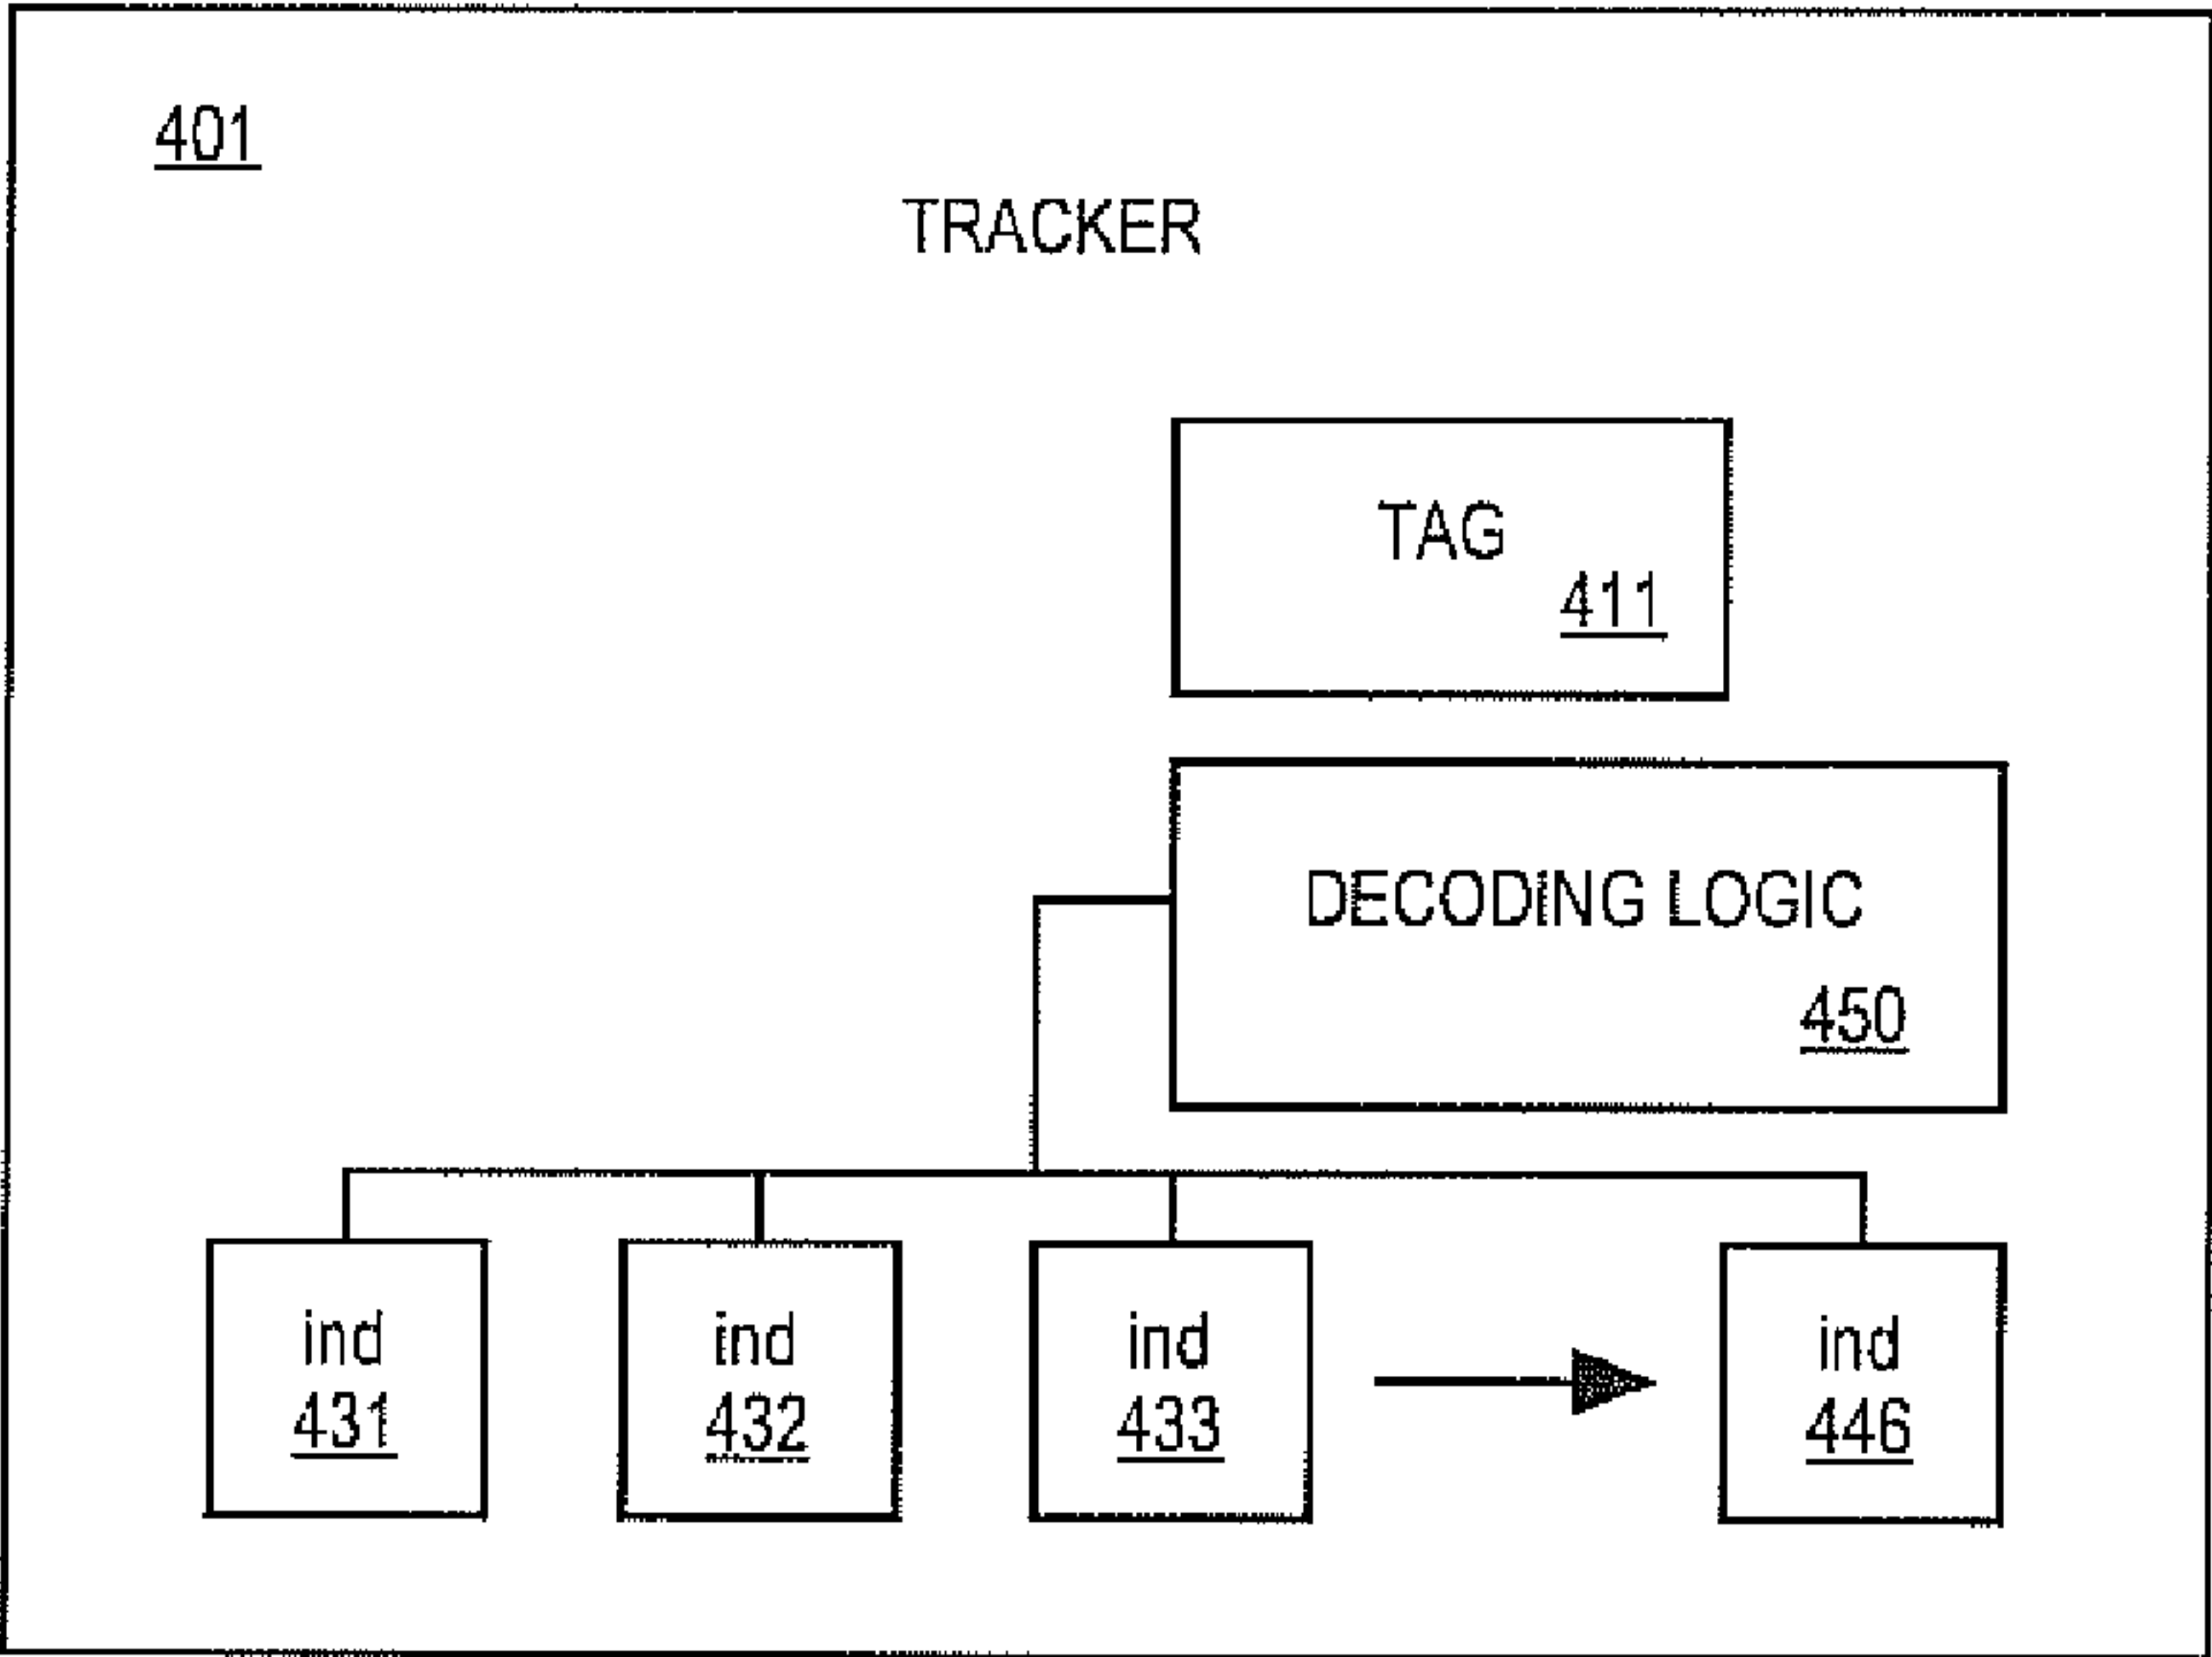 401
TRACKER
TAG
411
DECODING LOGIC
450
ind
431
ind
432
ind
433
ind
446